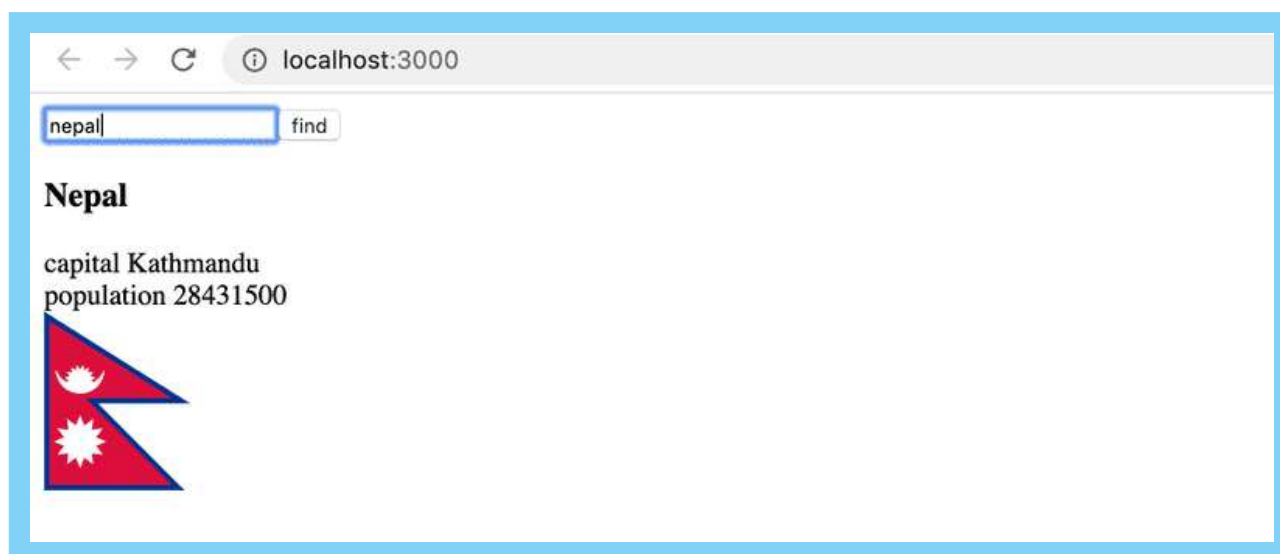 localhost:3000
nepal find
Nepal
capital Kathmandu
population 28431500